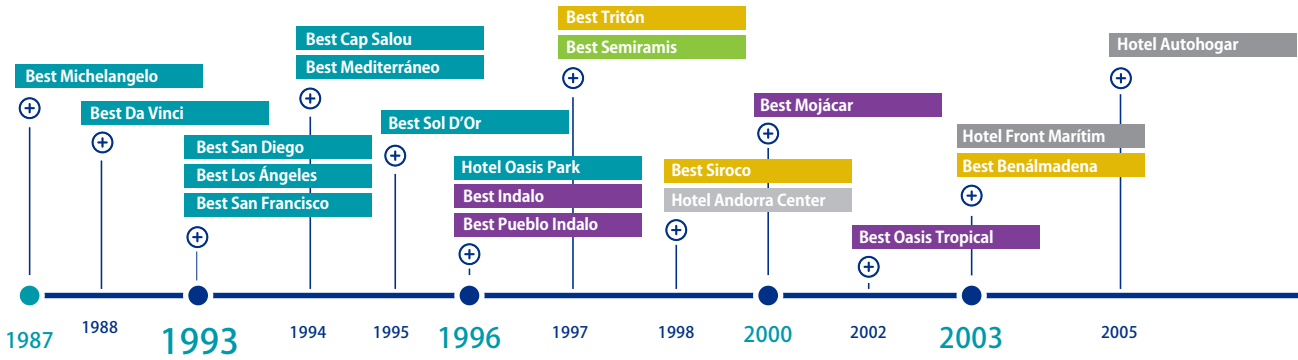 Best Michelangelo
Best Da Vinci
Best San Diego
Best Los Ángeles
Best San Francisco
Best Cap Salou
Best Mediterráneo
Best Sol D'Or
Hotel Oasis Park
Best Indalo
Best Pueblo Indalo
Best Tritón
Best Semiramis
Best Siroco
Hotel Andorra Center
Best Mojácar
Best Oasis Tropical
Hotel Front Marítim
Best Benálmadena
Hotel Autohogar
1987
1988
1993
1994
1995
1996
1997
1998
2000
2002
2003
2005